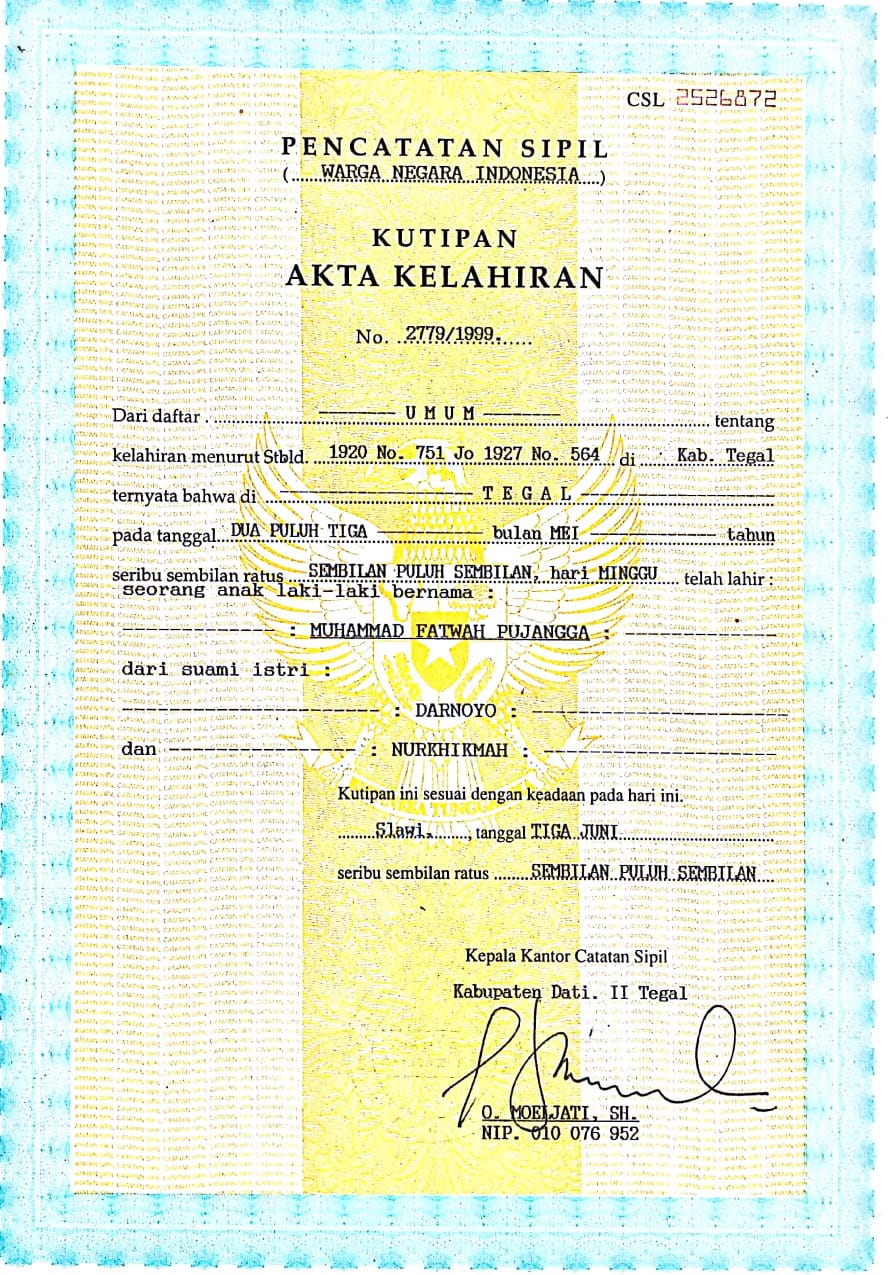 CSL 2526872
PENCATATAN SIPIL
(......WARGA NEGARA INDONESIA....)
KUTIPAN
AKTA KELAHIRAN
No. ..2779/1999......
Dari daftar . -------- U M U M -------- tentang
kelahiran menurut Stbld. ...1920 No. 751 Jo 1927 No. 564 ..di ..... Kab. Tegal
ternyata bahwa di ... -------------------- T E G A L --------------------
pada tanggal..DUA PULUH TIGA ----------- bulan MEI ------------- tahun
seribu sembilan ratus ....SEMBILAN PULUH SEMBILAN, hari MINGGU .... telah lahir :
seorang anak laki-laki bernama :
---------------- : MUHAMMAD FATWAH PUJANGGA : ----------------
dari suami istri :
--------------------------- : DARNOYO : ---------------------------
dan -------------------- : NURKHIKMAH : -------------------------
Kutipan ini sesuai dengan keadaan pada hari ini.
........Slawi........., tanggal TIGA JUNI.................................
seribu sembilan ratus ........SEMBILAN PULUH SEMBILAN....
Kepala Kantor Catatan Sipil
Kabupaten Dati. II Tegal
O. MOELJATI, SH.
NIP. 010 076 952